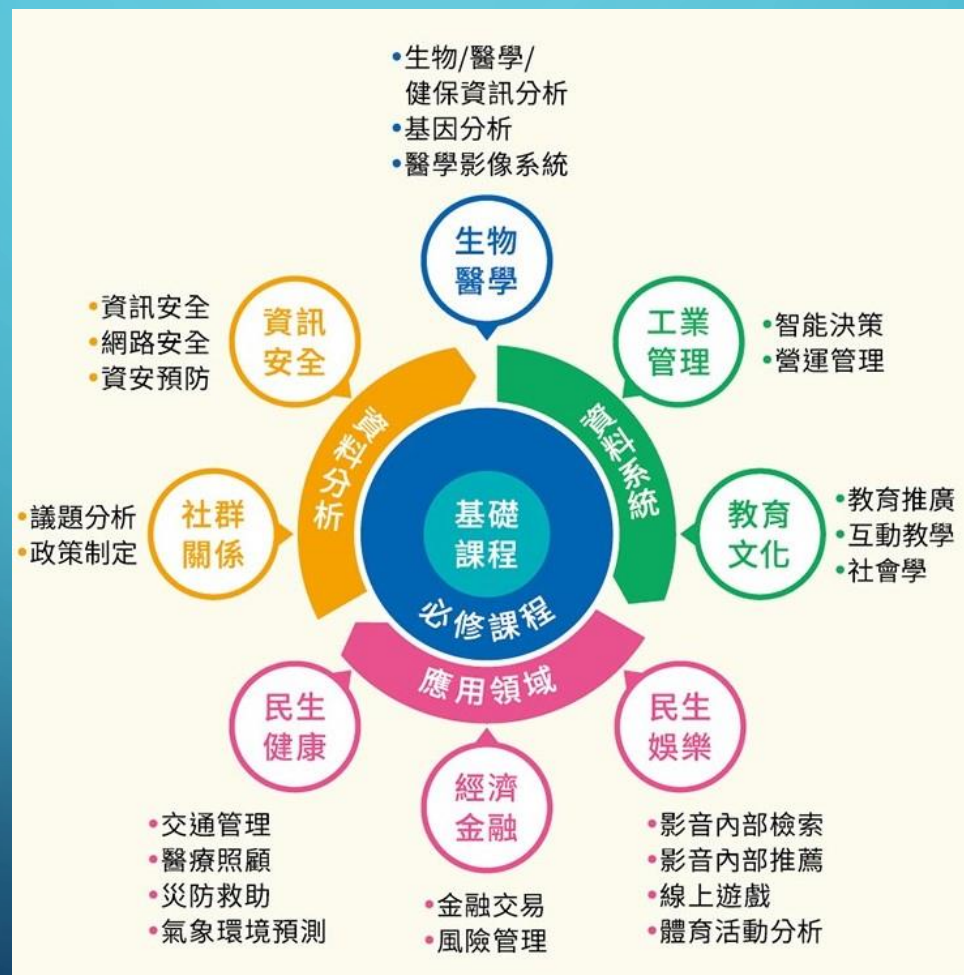 •生物/醫學/
健保資訊分析
•基因分析
•醫學影像系統
生物
醫學
•資訊安全
•網路安全
•資安預防
資訊
安全
工業
管理
•智能決策
•營運管理
資料分析
資料系統
•議題分析
•政策制定
社群
關係
基礎
課程
必修課程
教育
文化
•教育推廣
•互動教學
•社會學
應用領域
民生
健康
經濟
金融
民生
娛樂
•交通管理
•醫療照顧
•災防救助
•氣象環境預測
•金融交易
•風險管理
•影音內部檢索
•影音內部推薦
•線上遊戲
•體育活動分析